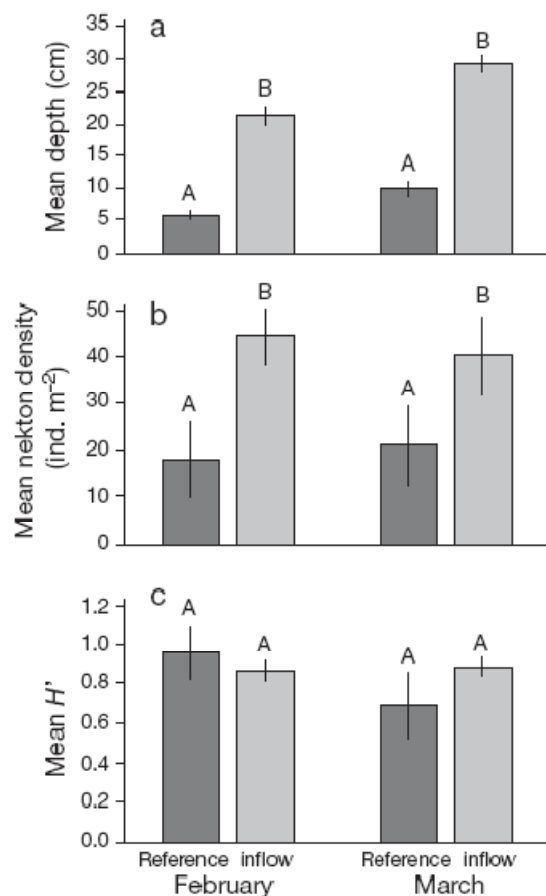 a
Mean depth (cm)
35
30
25
20
15
10
5
0
A
B
A
B
b
Mean nekton density
(ind. m⁻²)
50
40
30
20
10
0
A
B
A
B
c
Mean H'
1.2
1.0
0.8
0.6
0.4
0.2
0.0
A
A
A
A
Reference inflow Reference inflow
February March